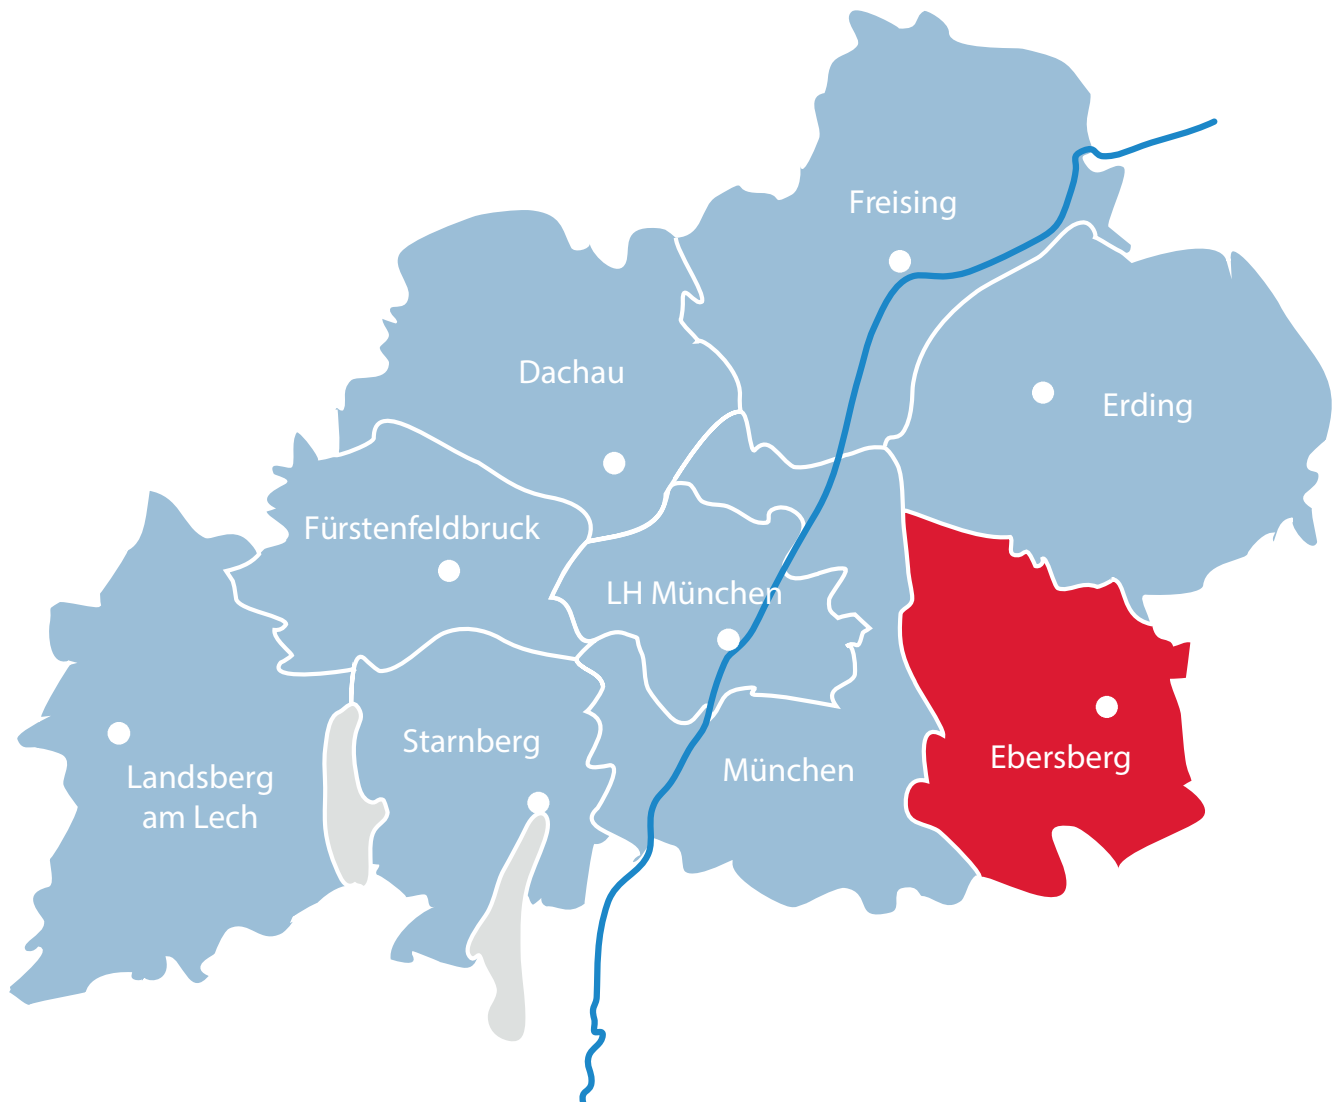 Freising
Dachau
Erding
Fürstenfeldbruck
LH München
Starnberg
Ebersberg
München
Landsberg
am Lech